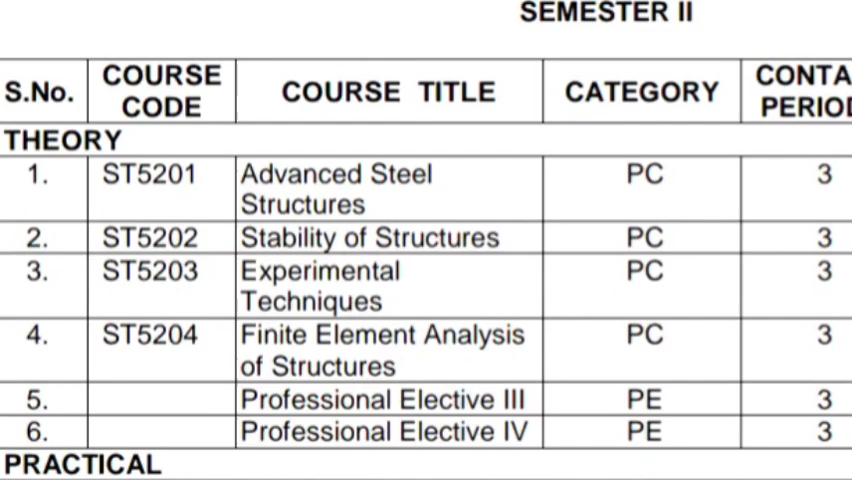 SEMESTER II
S.No. COURSE CODE COURSE TITLE CATEGORY CONTA PERIOD
THEORY
1. ST5201 Advanced Steel Structures PC 3
2. ST5202 Stability of Structures PC 3
3. ST5203 Experimental Techniques PC 3
4. ST5204 Finite Element Analysis of Structures PC 3
5. Professional Elective III PE 3
6. Professional Elective IV PE 3
PRACTICAL